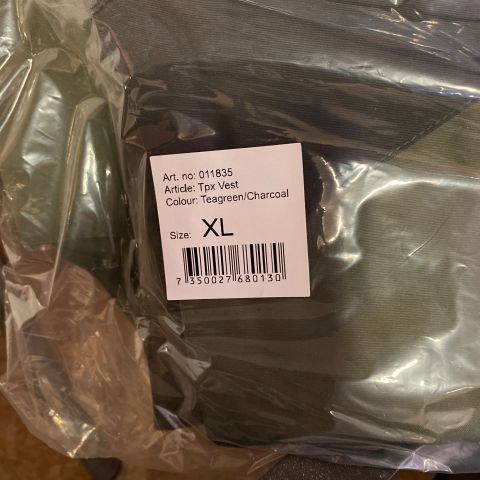 Art. no: 011835
Article: Tpx Vest
Colour: Teagreen/Charcoal
Size: XL
7 350027 680130